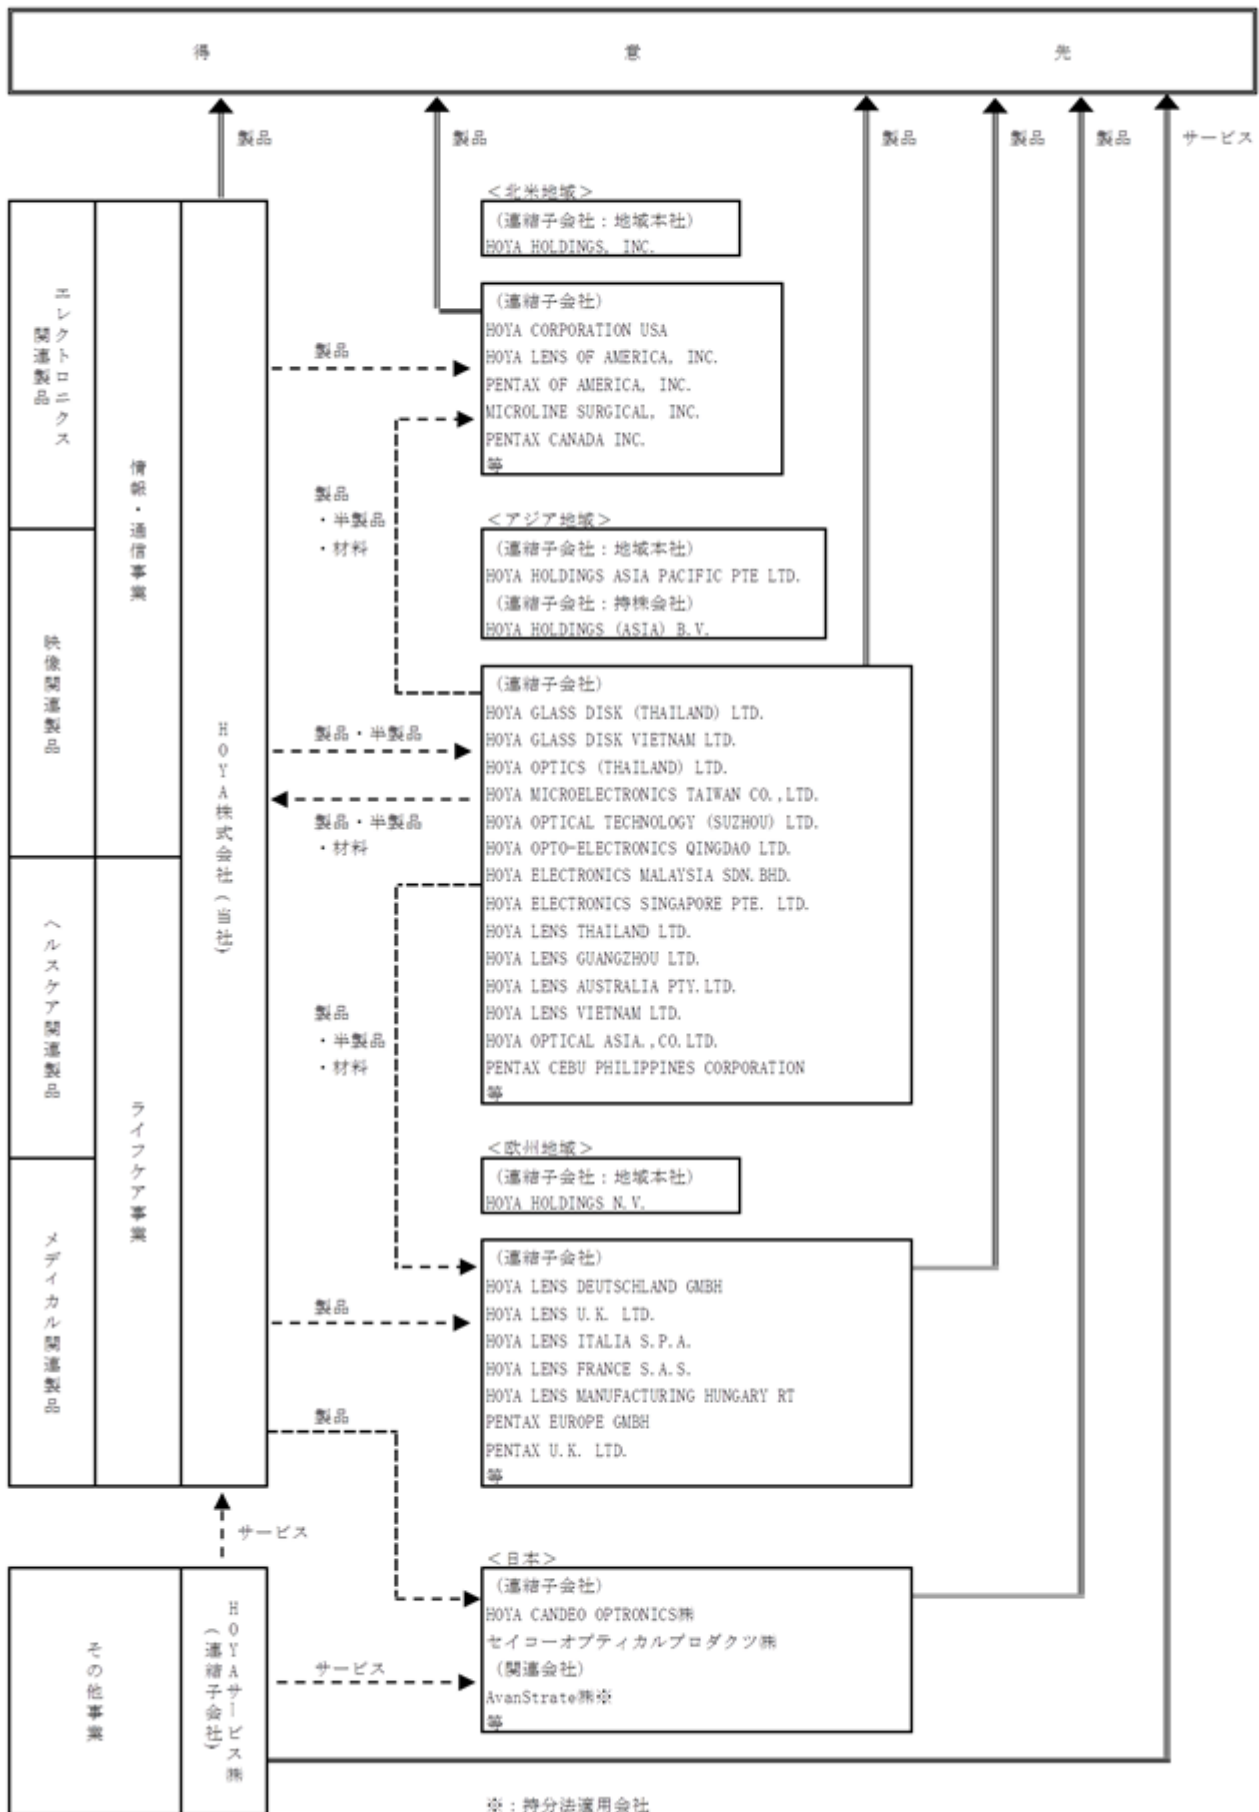 得意先
製品
製品
製品
製品
製品
サービス
エレクトロニクス
関連製品
映像関連製品
ヘルスケア関連製品
メディカル関連製品
情報・通信事業
ライフケア事業
HOYA株式会社(当社)
製品
製品
・半製品
・材料
製品・半製品
製品・半製品
・材料
製品
・半製品
・材料
製品
製品
サービス
その他事業
HOYAサービス㈱
(連結子会社)
サービス
<北米地域>
(連結子会社:地域本社)
HOYA HOLDINGS, INC.
(連結子会社)
HOYA CORPORATION USA
HOYA LENS OF AMERICA, INC.
PENTAX OF AMERICA, INC.
MICROLINE SURGICAL, INC.
PENTAX CANADA INC.
等
<アジア地域>
(連結子会社:地域本社)
HOYA HOLDINGS ASIA PACIFIC PTE LTD.
(連結子会社:持株会社)
HOYA HOLDINGS (ASIA) B.V.
(連結子会社)
HOYA GLASS DISK (THAILAND) LTD.
HOYA GLASS DISK VIETNAM LTD.
HOYA OPTICS (THAILAND) LTD.
HOYA MICROELECTRONICS TAIWAN CO.,LTD.
HOYA OPTICAL TECHNOLOGY (SUZHOU) LTD.
HOYA OPTO-ELECTRONICS QINGDAO LTD.
HOYA ELECTRONICS MALAYSIA SDN.BHD.
HOYA ELECTRONICS SINGAPORE PTE. LTD.
HOYA LENS THAILAND LTD.
HOYA LENS GUANGZHOU LTD.
HOYA LENS AUSTRALIA PTY.LTD.
HOYA LENS VIETNAM LTD.
HOYA OPTICAL ASIA.,CO.LTD.
PENTAX CEBU PHILIPPINES CORPORATION
等
<欧州地域>
(連結子会社:地域本社)
HOYA HOLDINGS N.V.
(連結子会社)
HOYA LENS DEUTSCHLAND GMBH
HOYA LENS U.K. LTD.
HOYA LENS ITALIA S.P.A.
HOYA LENS FRANCE S.A.S.
HOYA LENS MANUFACTURING HUNGARY RT
PENTAX EUROPE GMBH
PENTAX U.K. LTD.
等
<日本>
(連結子会社)
HOYA CANDEO OPTRONICS㈱
セイコーオプティカルプロダクツ㈱
(関連会社)
AvanStrate㈱※
等
※:持分法適用会社